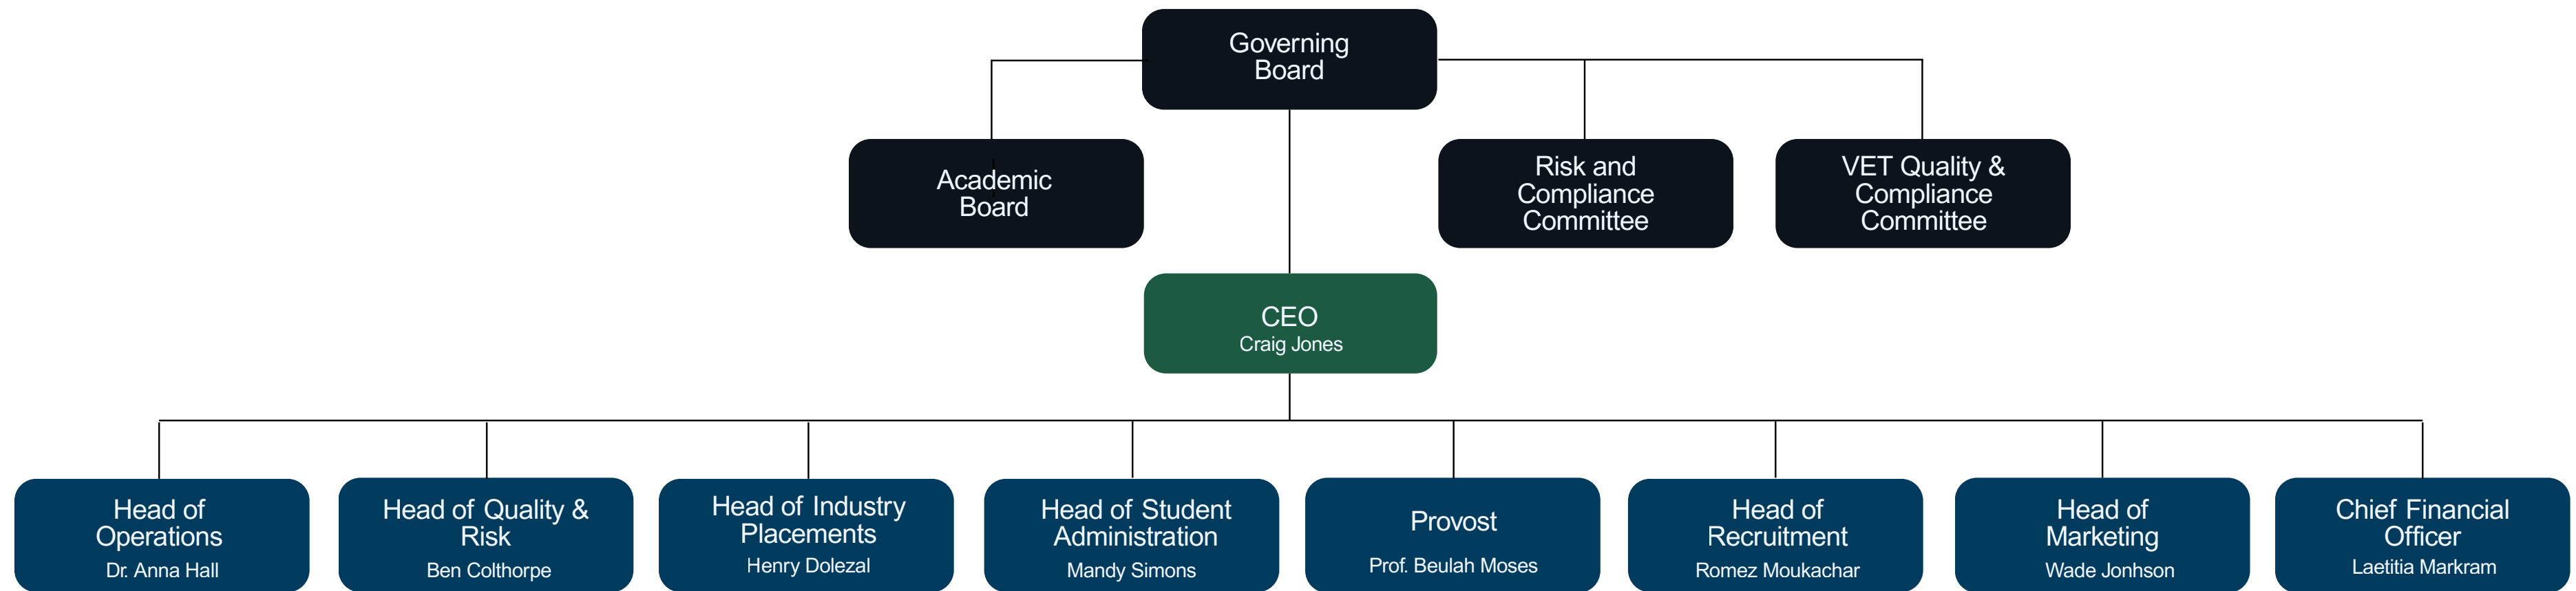 Governing
Board
Academic
Board
Risk and
Compliance
Committee
VET Quality &
Compliance
Committee
CEO
Craig Jones
Head of
Operations
Dr. Anna Hall
Head of Quality &
Risk
Ben Colthorpe
Head of Industry
Placements
Henry Dolezal
Head of Student
Administration
Mandy Simons
Provost
Prof. Beulah Moses
Head of
Recruitment
Romez Moukachar
Head of
Marketing
Wade Jonhson
Chief Financial
Officer
Laetitia Markram